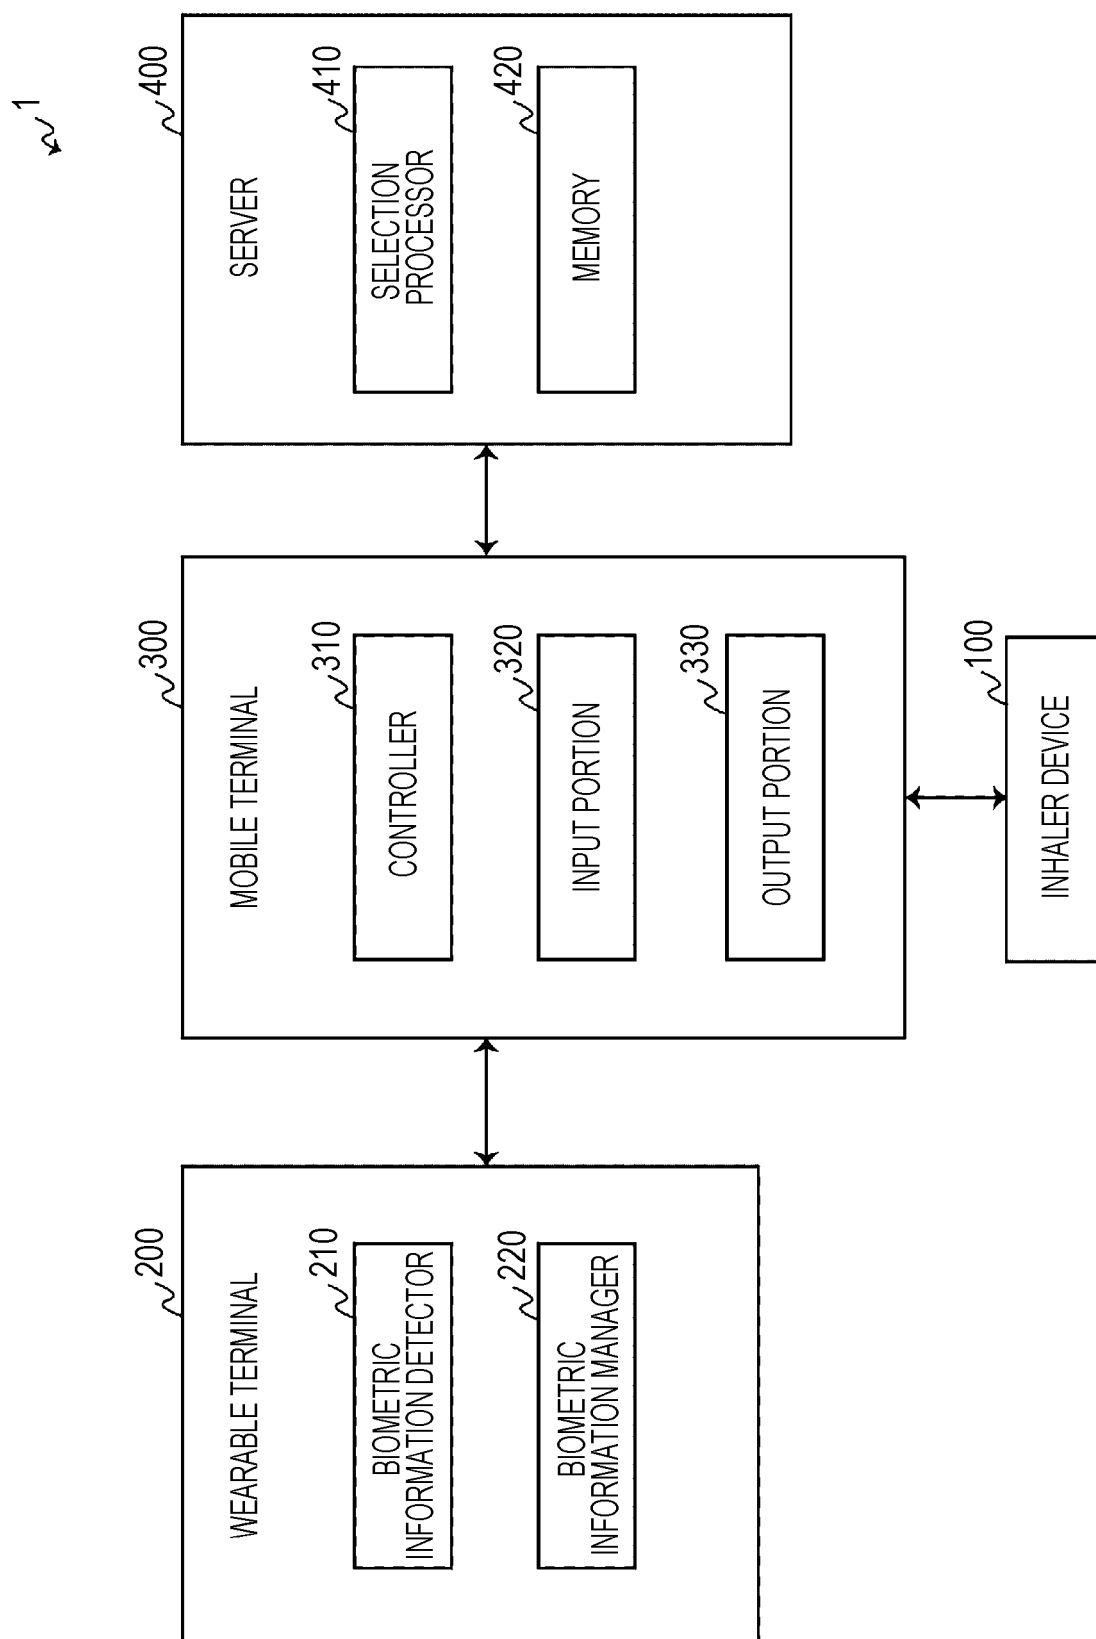 1
200
WEARABLE TERMINAL
210
BIOMETRIC
INFORMATION DETECTOR
220
BIOMETRIC
INFORMATION MANAGER
300
MOBILE TERMINAL
310
CONTROLLER
320
INPUT PORTION
330
OUTPUT PORTION
400
SERVER
410
SELECTION
PROCESSOR
420
MEMORY
100
INHALER DEVICE